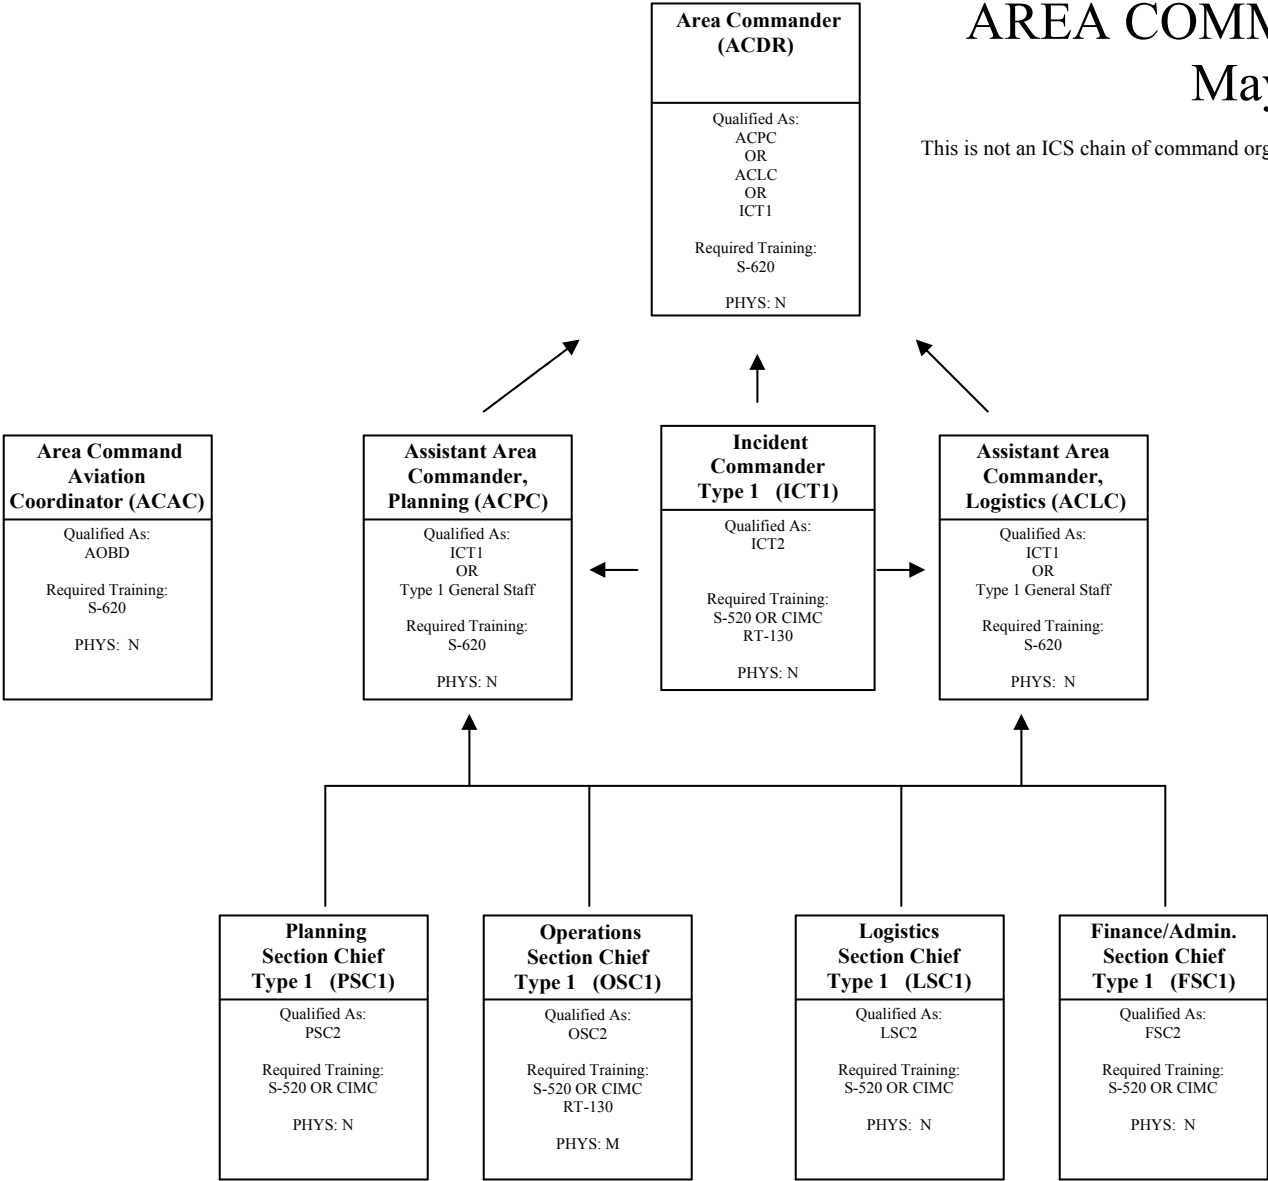 AREA COMM
May
This is not an ICS chain of command org
Area Commander
(ACDR)
Qualified As:
ACPC
OR
ACLC
OR
ICT1
Required Training:
S-620
PHYS: N
Area Command
Aviation
Coordinator (ACAC)
Qualified As:
AOBD
Required Training:
S-620
PHYS: N
Assistant Area
Commander,
Planning (ACPC)
Qualified As:
ICT1
OR
Type 1 General Staff
Required Training:
S-620
PHYS: N
Incident
Commander
Type 1 (ICT1)
Qualified As:
ICT2
Required Training:
S-520 OR CIMC
RT-130
PHYS: N
Assistant Area
Commander,
Logistics (ACLC)
Qualified As:
ICT1
OR
Type 1 General Staff
Required Training:
S-620
PHYS: N
Planning
Section Chief
Type 1 (PSC1)
Qualified As:
PSC2
Required Training:
S-520 OR CIMC
PHYS: N
Operations
Section Chief
Type 1 (OSC1)
Qualified As:
OSC2
Required Training:
S-520 OR CIMC
RT-130
PHYS: M
Logistics
Section Chief
Type 1 (LSC1)
Qualified As:
LSC2
Required Training:
S-520 OR CIMC
PHYS: N
Finance/Admin.
Section Chief
Type 1 (FSC1)
Qualified As:
FSC2
Required Training:
S-520 OR CIMC
PHYS: N